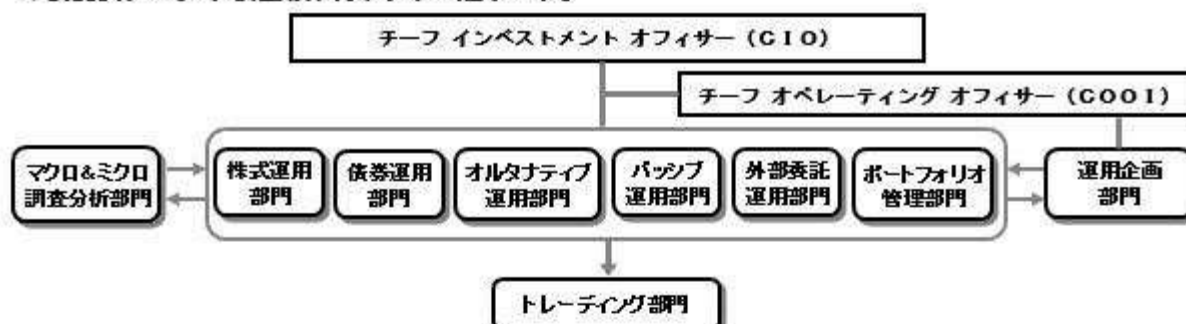 チーフ インベストメント オフィサー (CIO)
チーフ オペレーティング オフィサー (COOI)
マクロ&ミクロ
調査分析部門
株式運用
部門
債券運用
部門
オルタナティブ
運用部門
パッシブ
運用部門
外部委託
運用部門
ポートフォリオ
管理部門
運用企画
部門
トレーディング部門